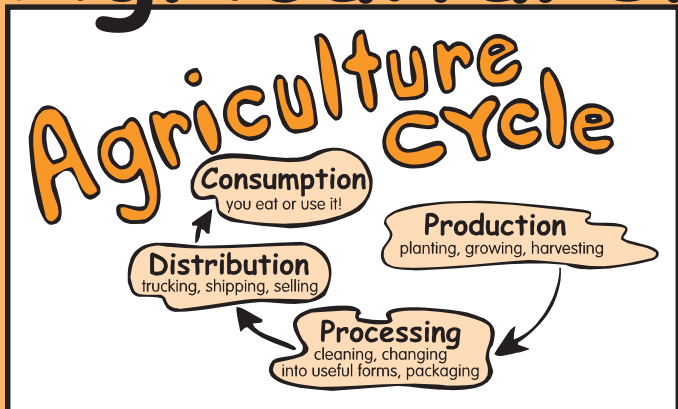 Agriculture
cycle
Consumption
you eat or use it!
Production
planting, growing, harvesting
Distribution
trucking, shipping, selling
Processing
cleaning, changing
into useful forms, packaging